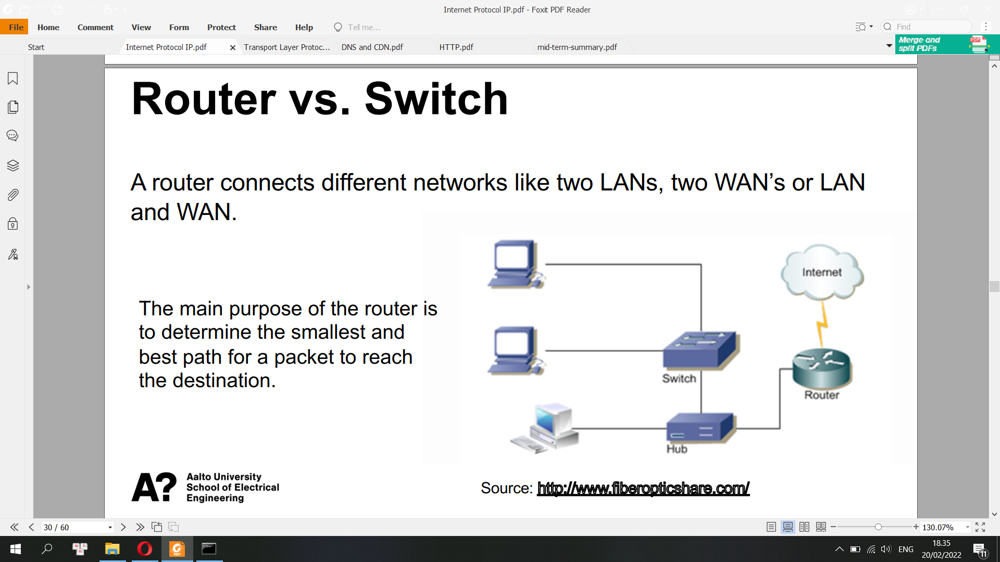 Internet Protocol IP.pdf - Foxit PDF Reader
File Home Comment View Form Protect Share Help Tell me... Find
Start Internet Protocol IP.pdf Transport Layer Protoc... DNS and CDN.pdf HTTP.pdf mid-term-summary.pdf
Merge and
split PDFs
PDF
Router vs. Switch
A router connects different networks like two LANs, two WAN’s or LAN
and WAN.
The main purpose of the router is
to determine the smallest and
best path for a packet to reach
the destination.
Internet
Switch
Router
Hub
A?
Aalto University
School of Electrical
Engineering
Source: http://www.fiberopticshare.com/
30 / 60
130.07%
PDF
ENG
18.35
20/02/2022
11